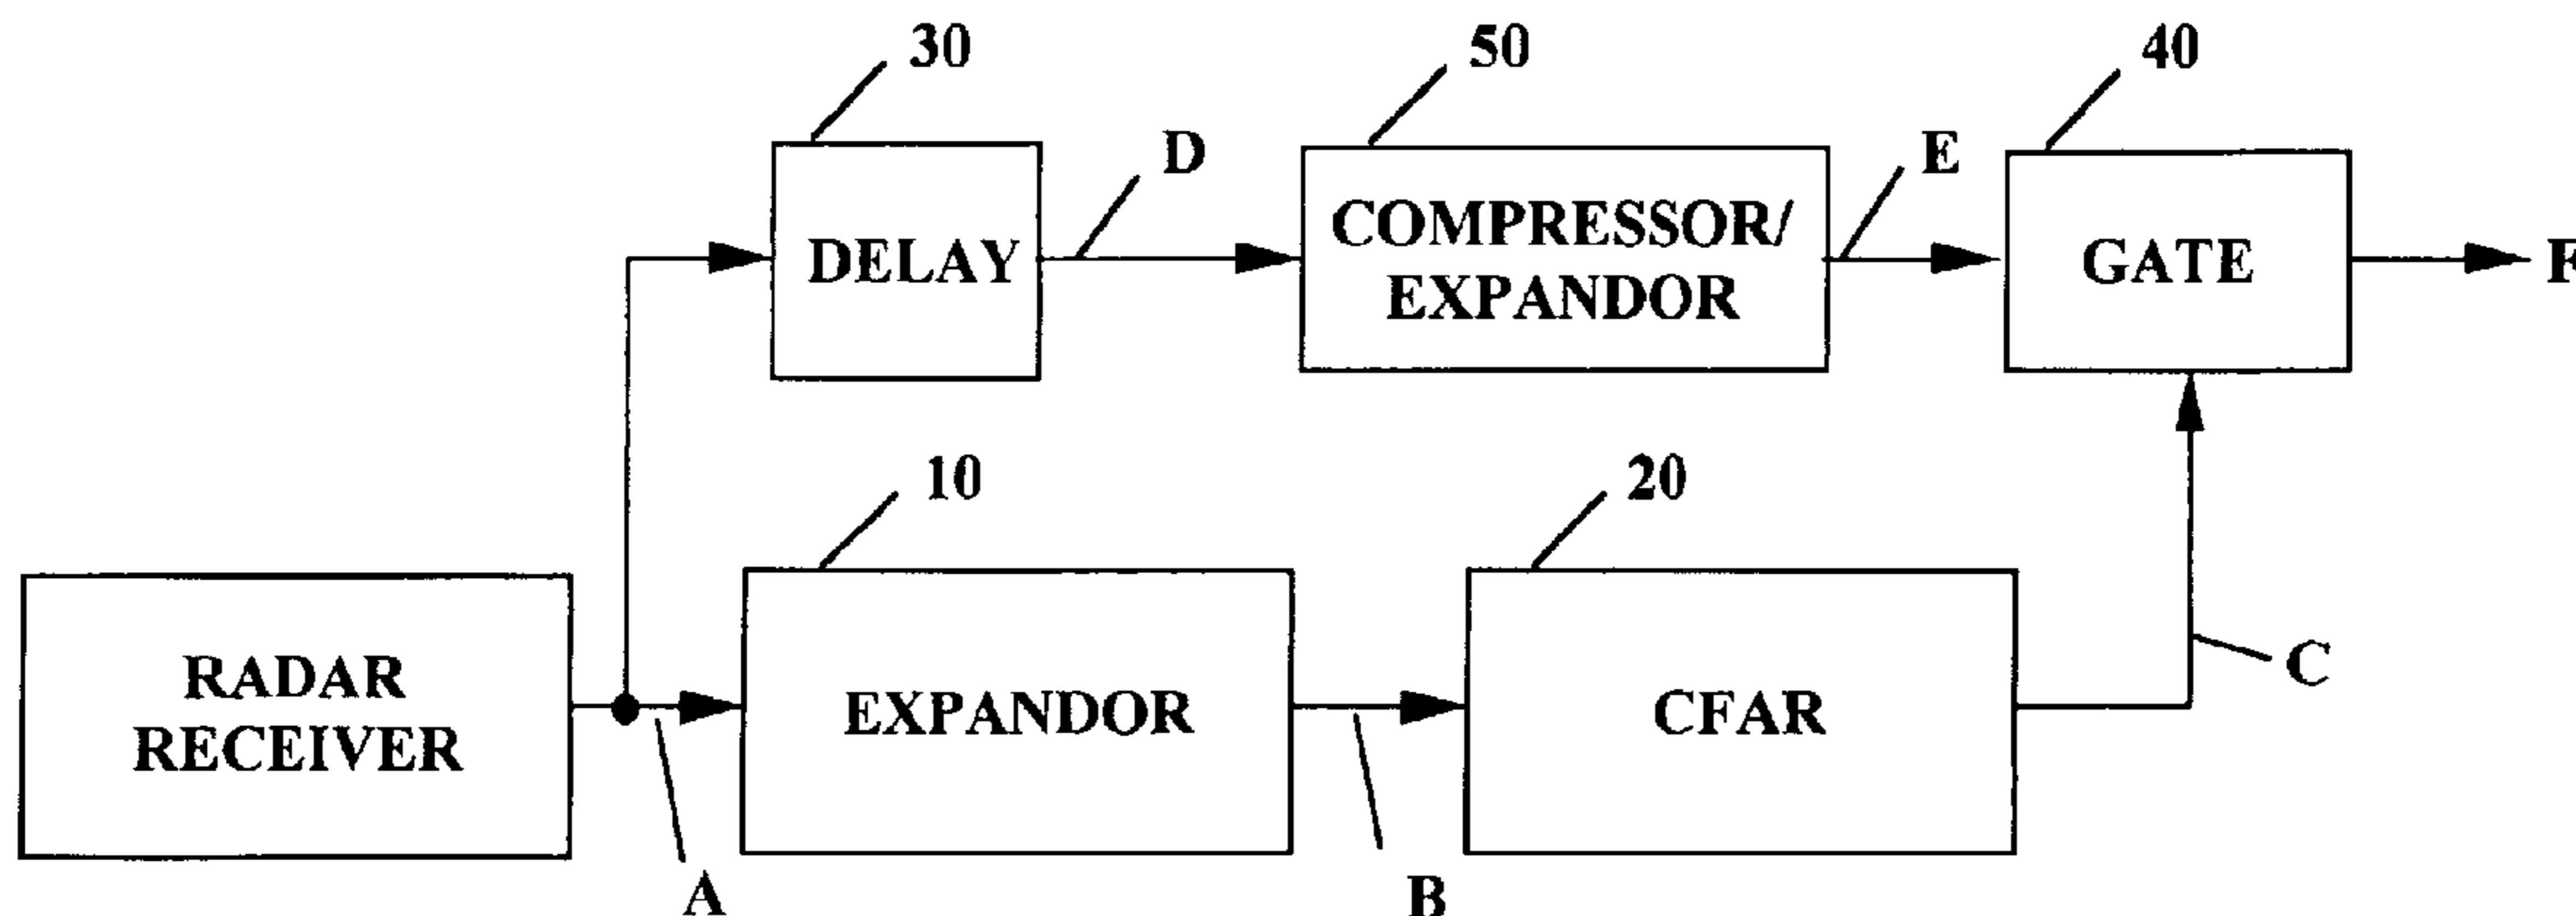 30
50
40
D
E
DELAY
COMPRESSOR/
EXPANDOR
GATE
F
10
20
RADAR
RECEIVER
EXPANDOR
CFAR
C
A
B